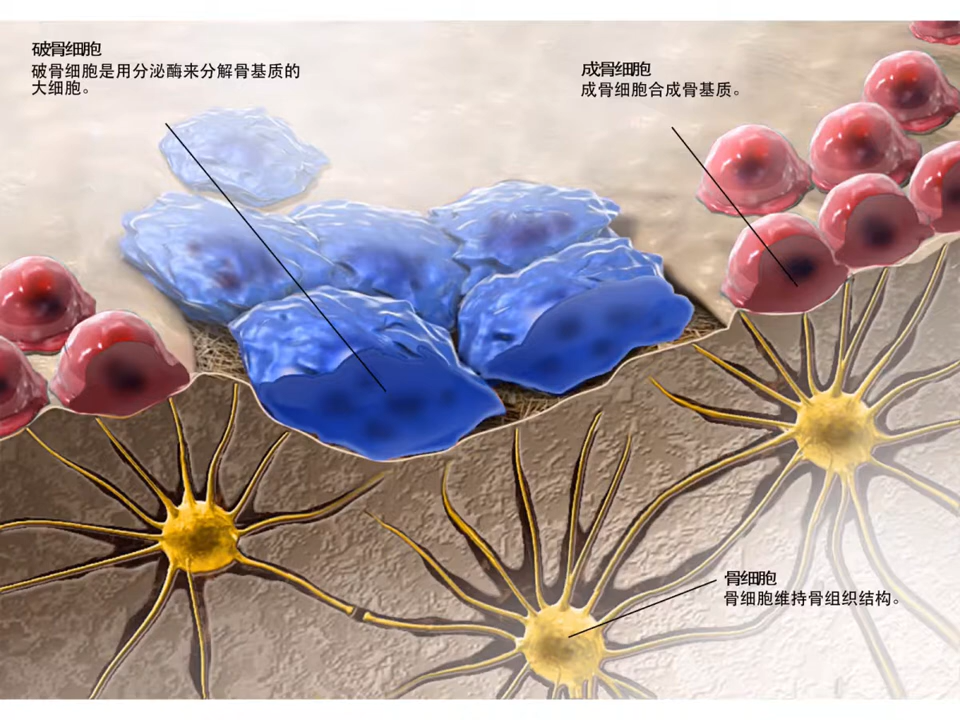 破骨细胞
破骨细胞是用分泌酶来分解骨基质的
大细胞。
成骨细胞
成骨细胞合成骨基质。
骨细胞
骨细胞维持骨组织结构。